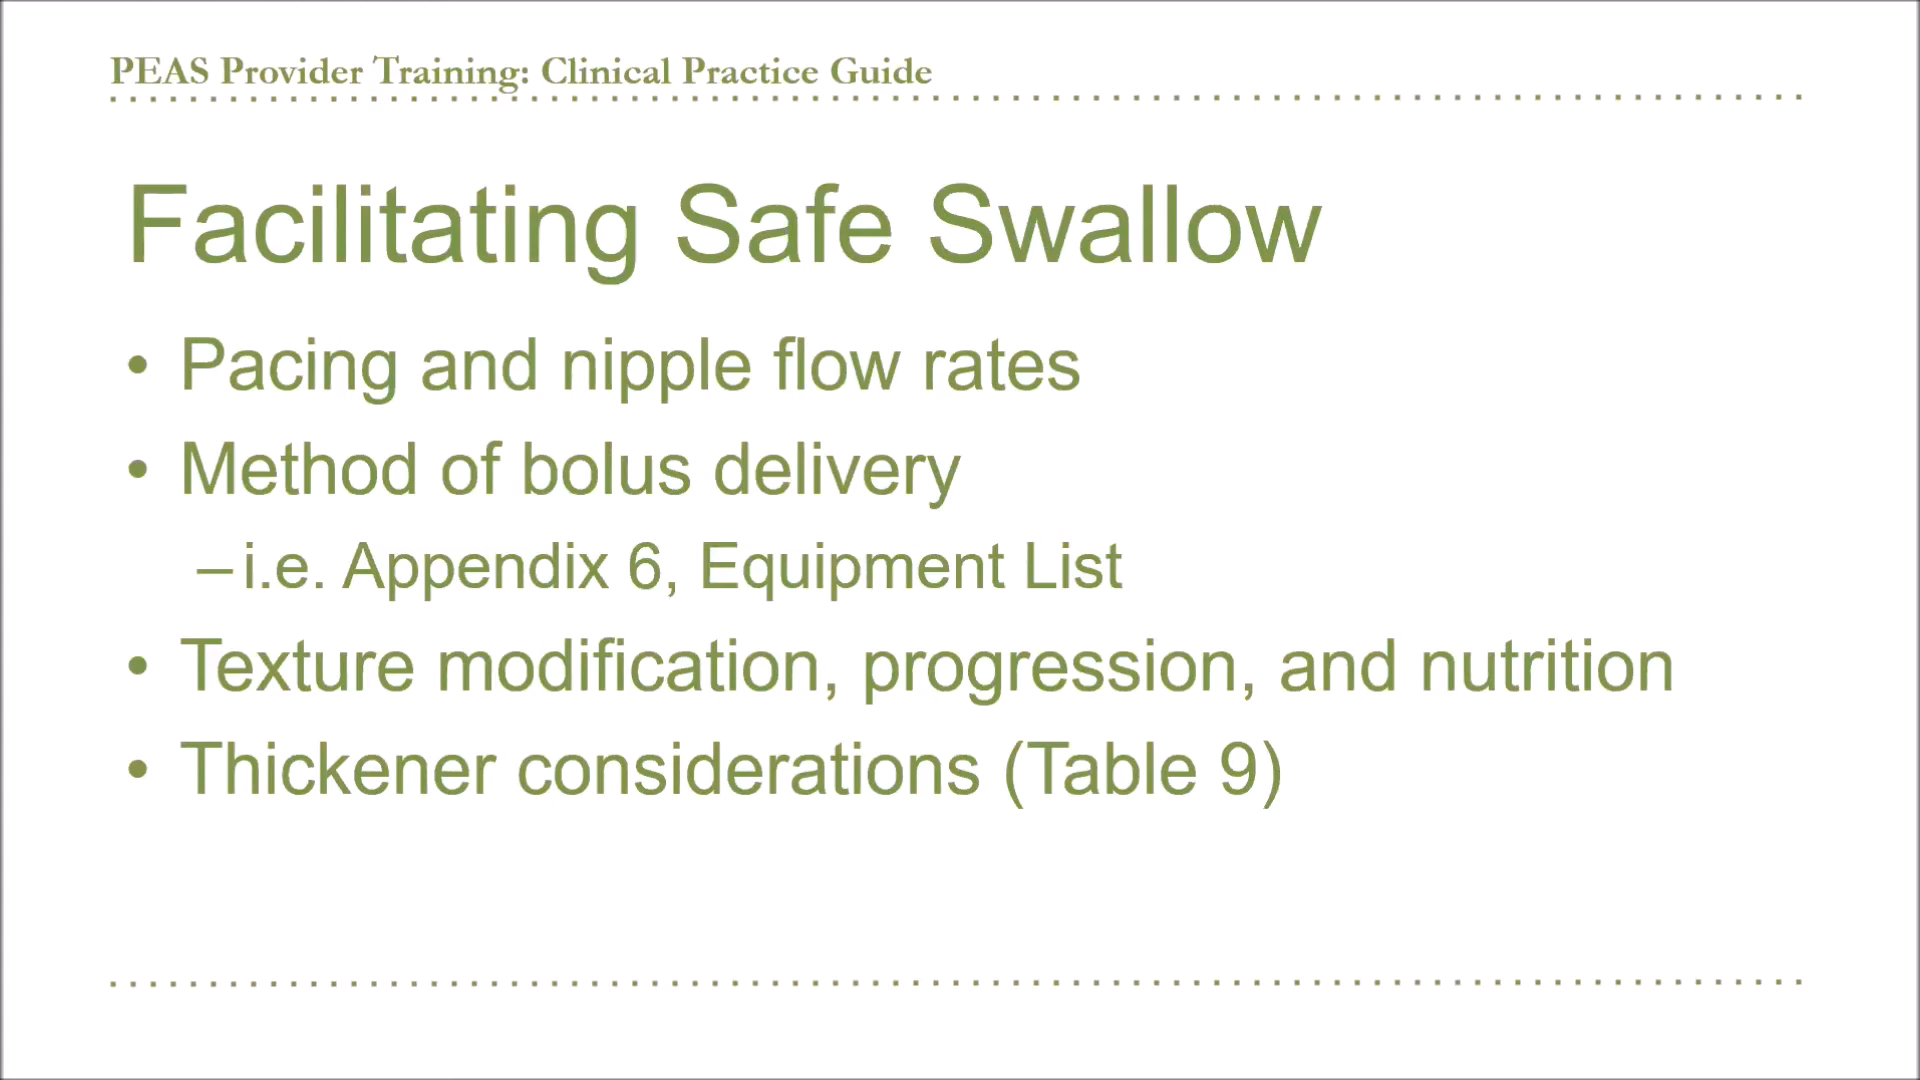 PEAS Provider Training: Clinical Practice Guide
Facilitating Safe Swallow
• Pacing and nipple flow rates
• Method of bolus delivery
– i.e. Appendix 6, Equipment List
• Texture modification, progression, and nutrition
• Thickener considerations (Table 9)